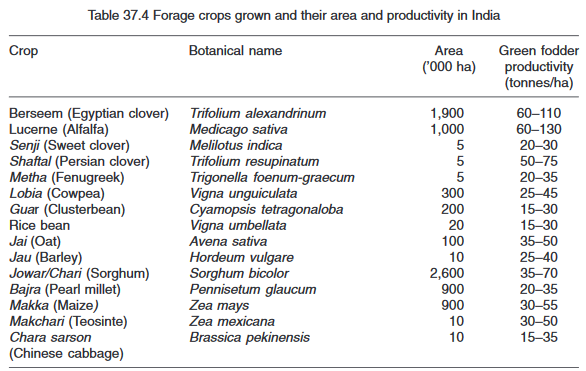 Table 37.4 Forage crops grown and their area and productivity in India
Crop Botanical name Area Green fodder
(’000 ha) productivity
(tonnes/ha)
Berseem (Egyptian clover) Trifolium alexandrinum 1,900 60–110
Lucerne (Alfalfa) Medicago sativa 1,000 60–130
Senji (Sweet clover) Melilotus indica 5 20–30
Shaftal (Persian clover) Trifolium resupinatum 5 50–75
Metha (Fenugreek) Trigonella foenum-graecum 5 20–35
Lobia (Cowpea) Vigna unguiculata 300 25–45
Guar (Clusterbean) Cyamopsis tetragonaloba 200 15–30
Rice bean Vigna umbellata 20 15–30
Jai (Oat) Avena sativa 100 35–50
Jau (Barley) Hordeum vulgare 10 25–40
Jowar/Chari (Sorghum) Sorghum bicolor 2,600 35–70
Bajra (Pearl millet) Pennisetum glaucum 900 20–35
Makka (Maize) Zea mays 900 30–55
Makchari (Teosinte) Zea mexicana 10 30–50
Chara sarson Brassica pekinensis 10 15–35
(Chinese cabbage)